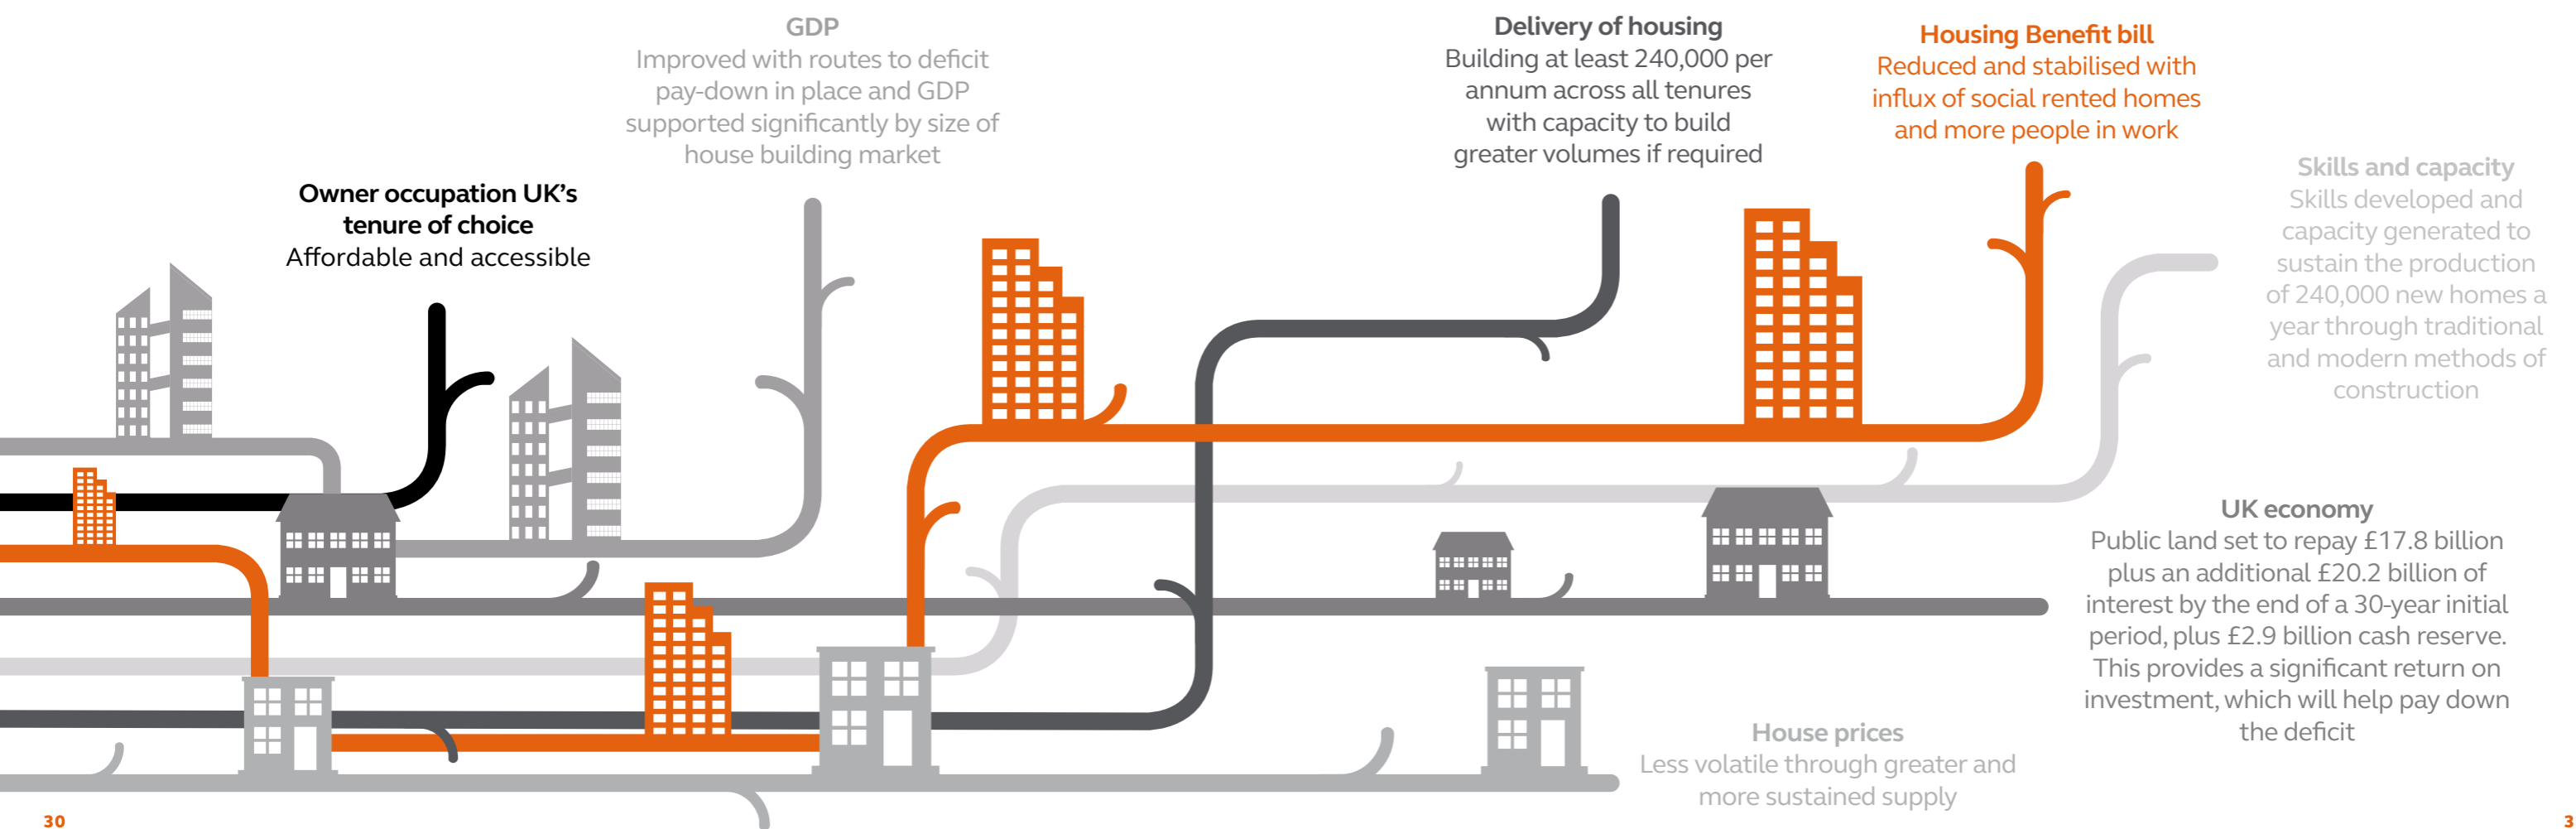 GDP
Improved with routes to deficit
pay-down in place and GDP
supported significantly by size of
house building market
Delivery of housing
Building at least 240,000 per
annum across all tenures
with capacity to build
greater volumes if required
Housing Benefit bill
Reduced and stabilised with
influx of social rented homes
and more people in work
Owner occupation UK's
tenure of choice
Affordable and accessible
Skills and capacity
Skills developed and
capacity generated to
sustain the production
of 240,000 new homes a
year through traditional
and modern methods of
construction
UK economy
Public land set to repay £17.8 billion
plus an additional £20.2 billion of
interest by the end of a 30-year initial
period, plus £2.9 billion cash reserve.
This provides a significant return on
investment, which will help pay down
the deficit
House prices
Less volatile through greater and
more sustained supply
30
3